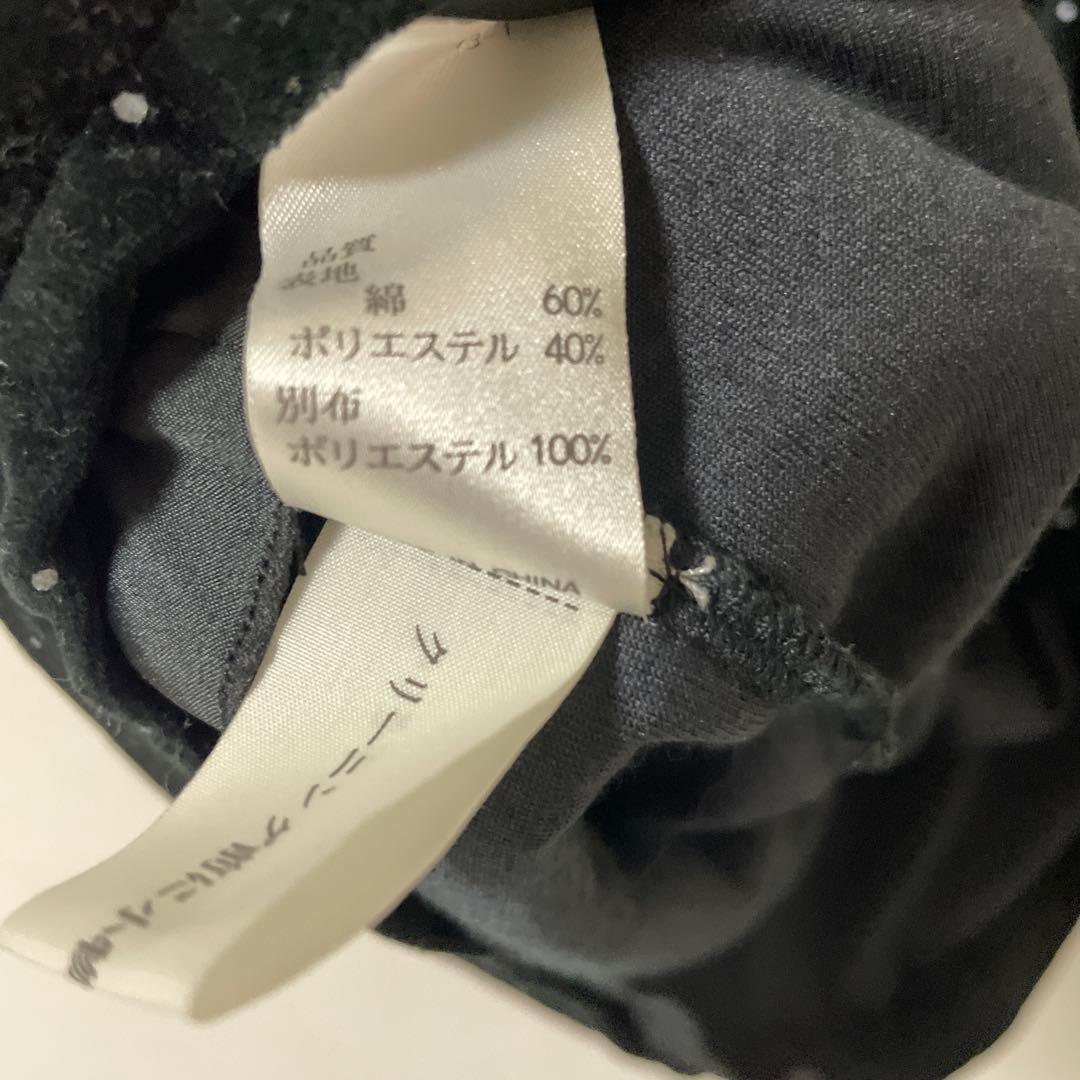 品質
表地
綿 60%
ポリエステル 40%
別布
ポリエステル 100%
CHINA
クリーニング前に小